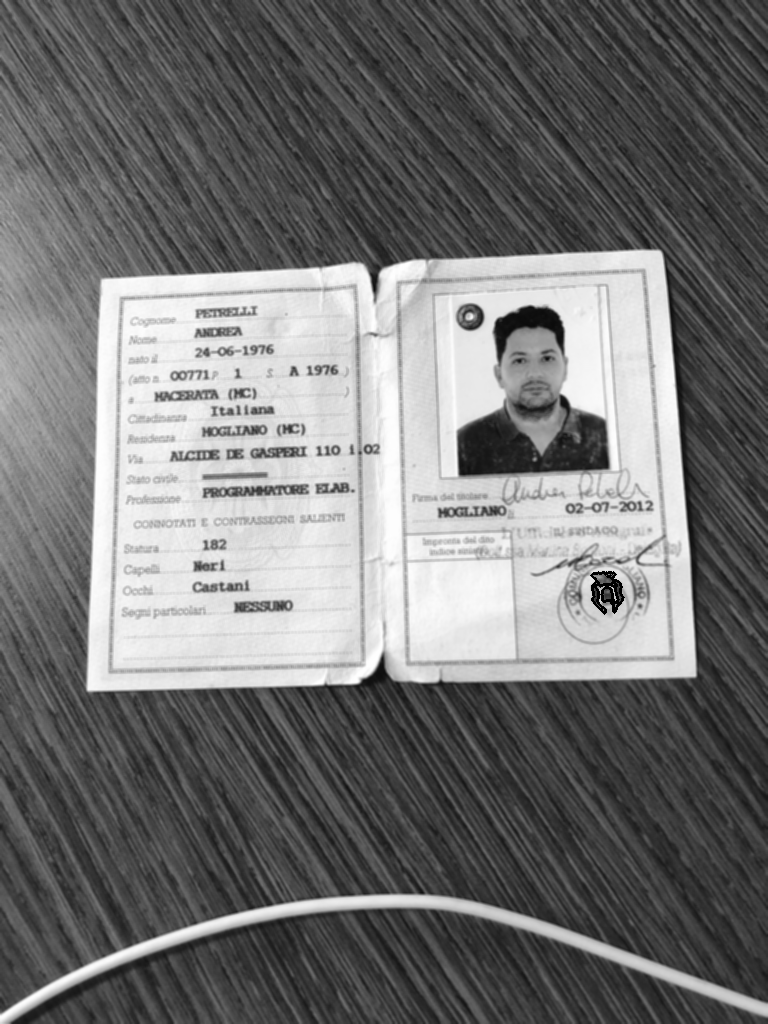 Cognome PETRELLI
Nome ANDREA
nato il 24-06-1976
(atto n. 00771 P 1 S. A 1976 )
a MACERATA (MC) )
Cittadinanza Italiana
Residenza MOGLIANO (MC)
Via ALCIDE DE GASPERI 110 i.02
Stato civile
Professione PROGRAMMATORE ELAB.
CONNOTATI E CONTRASSEGNI SALIENTI
Statura 182
Capelli Neri
Occhi Castani
Segni particolari NESSUNO
Firma del titolare
MOGLIANO li 02-07-2012
IL SINDACO
Impronta del dito
indice sinistro